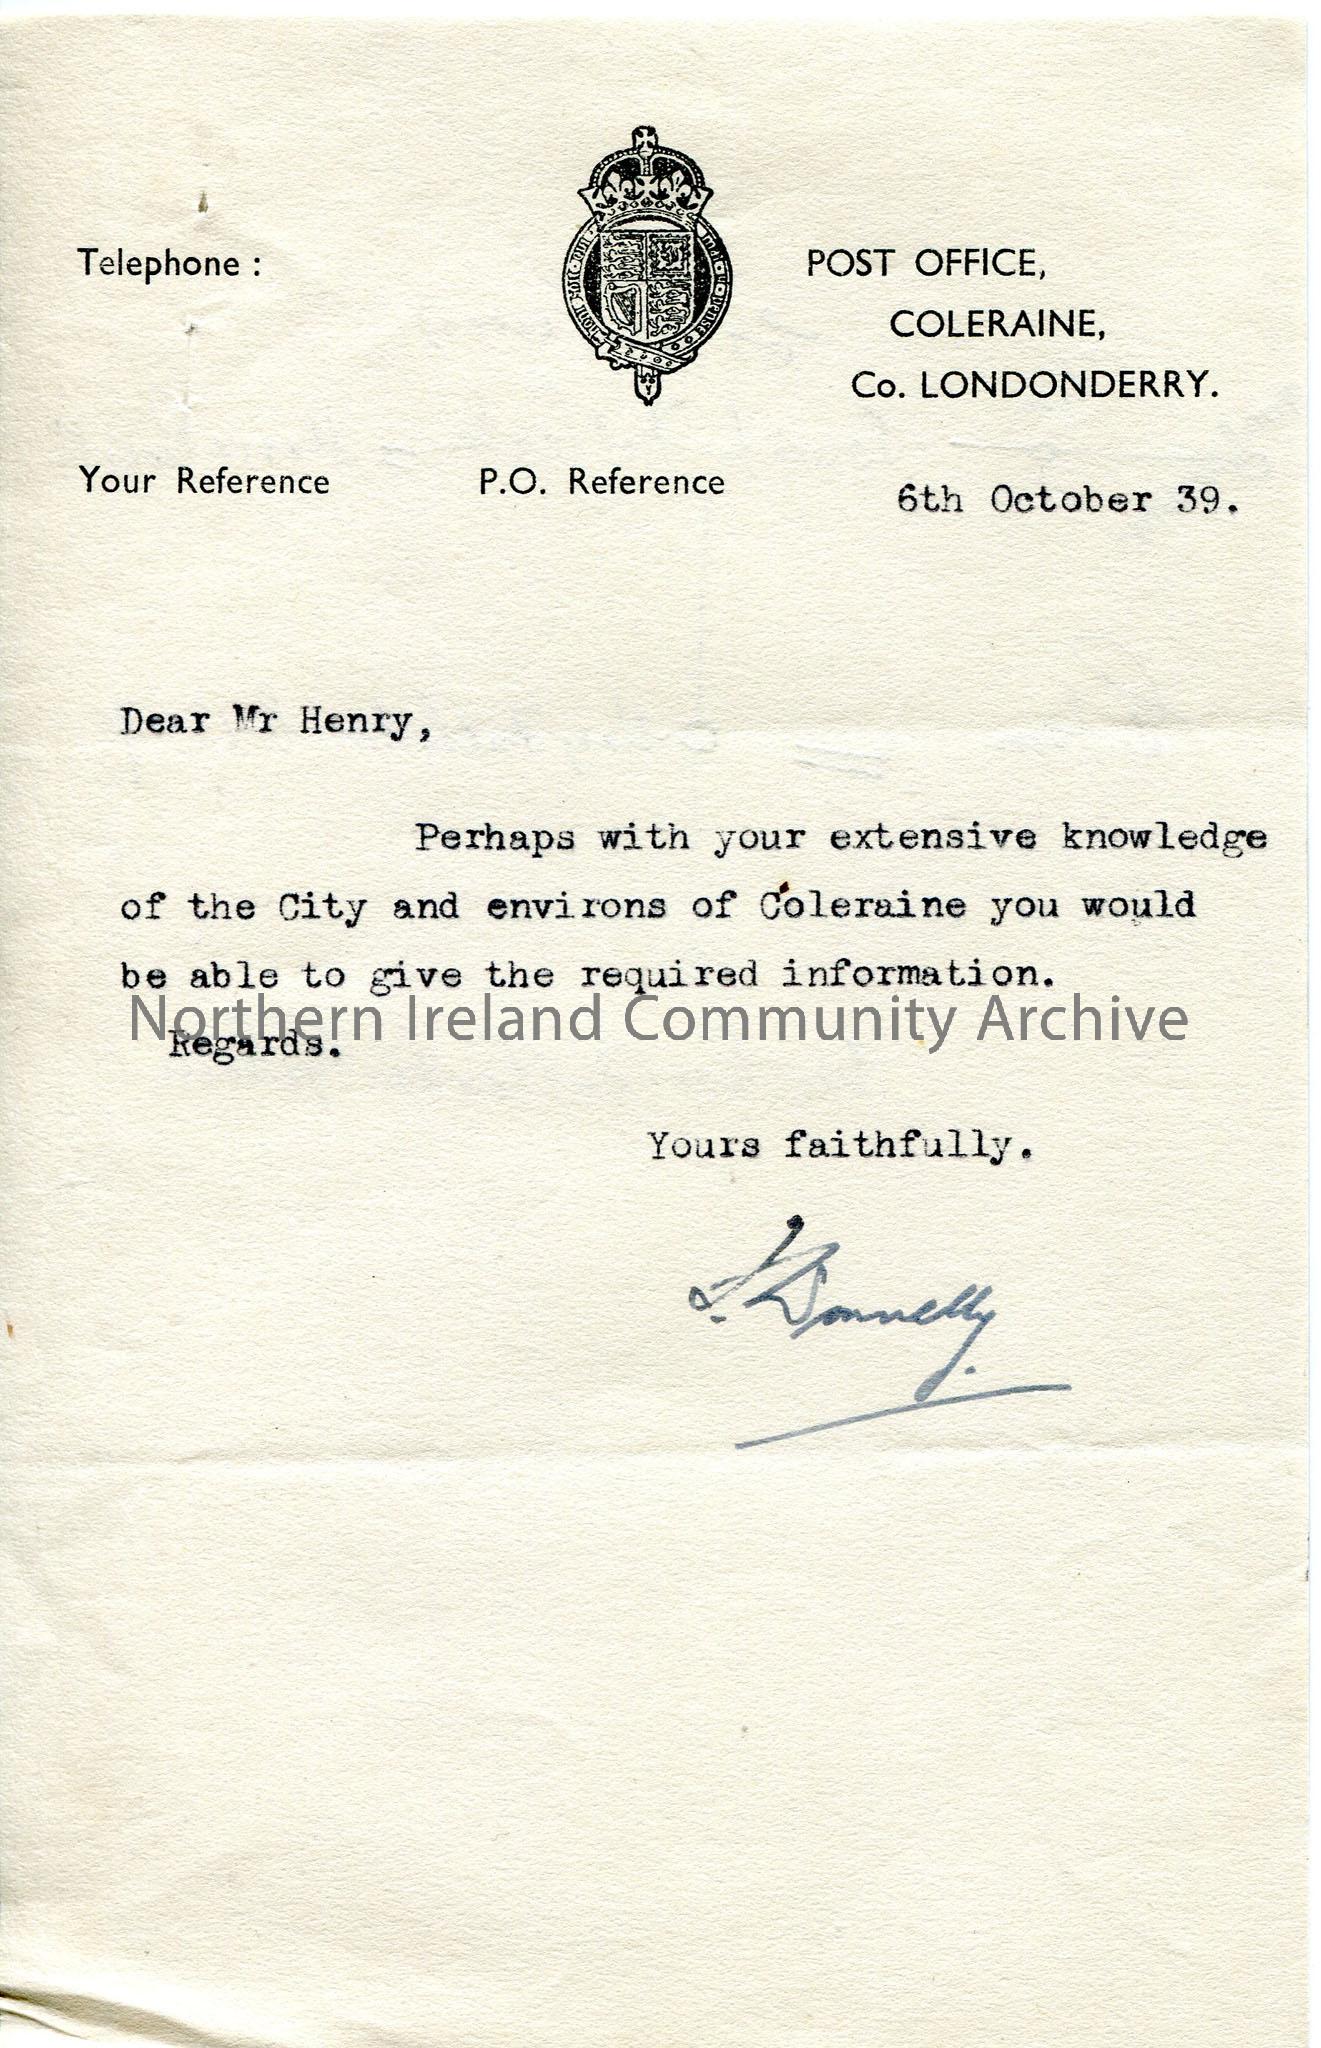 Telephone :
POST OFFICE,
COLERAINE,
Co. LONDONDERRY.
Your Reference
P.O. Reference
6th October 39.
Dear Mr Henry,
Perhaps with your extensive knowledge
of the City and environs of Coleraine you would
be able to give the required information.
Northern Ireland Community Archive
Regards.
Yours faithfully.
Donnelly.